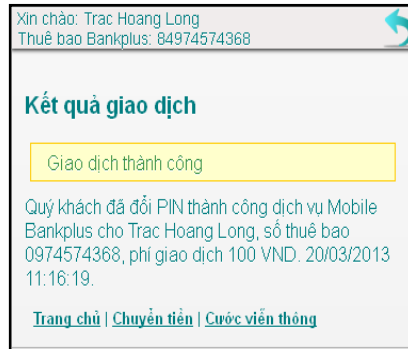 Xin chào: Trac Hoang Long
Thuê bao Bankplus: 84974574368
Kết quả giao dịch
Giao dịch thành công
Quý khách đã đổi PIN thành công dịch vụ Mobile
Bankplus cho Trac Hoang Long, số thuê bao
0974574368, phí giao dịch 100 VND. 20/03/2013
11:16:19.
Trang chủ | Chuyển tiền | Cước viễn thông